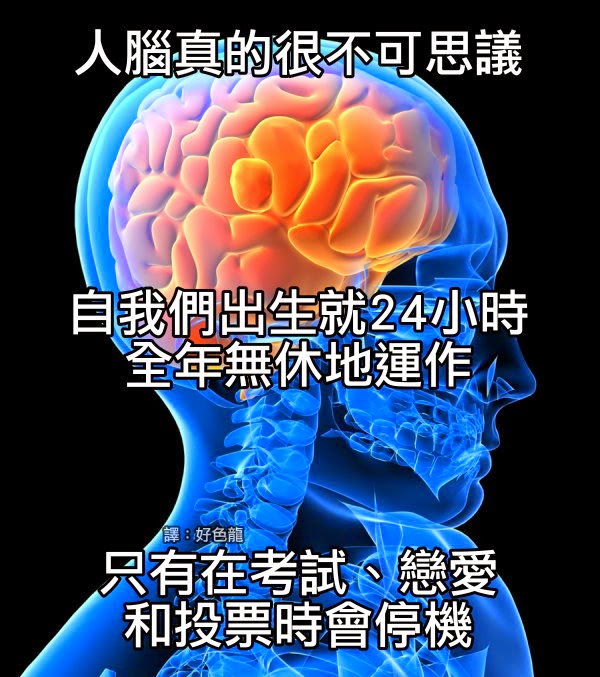 人腦真的很不可思議
自我們出生就24小時
全年無休地運作
譯：好色龍
只有在考試、戀愛
和投票時會停機